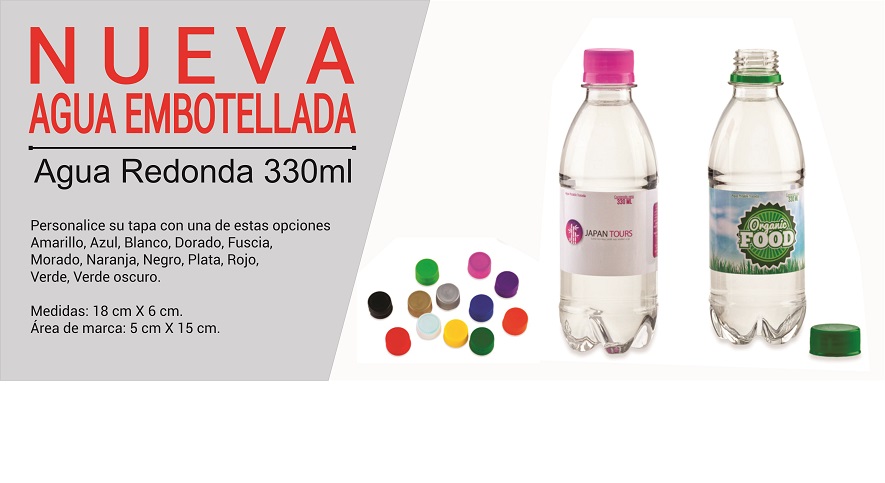 NUEVA
AGUA EMBOTELLADA
Agua Redonda 330ml
Personalice su tapa con una de estas opciones
Amarillo, Azul, Blanco, Dorado, Fuscia,
Morado, Naranja, Negro, Plata, Rojo,
Verde, Verde oscuro.
Medidas: 18 cm X 6 cm.
Área de marca: 5 cm X 15 cm.
330 ML
JAPAN TOURS
330 ML
Organic
FOOD